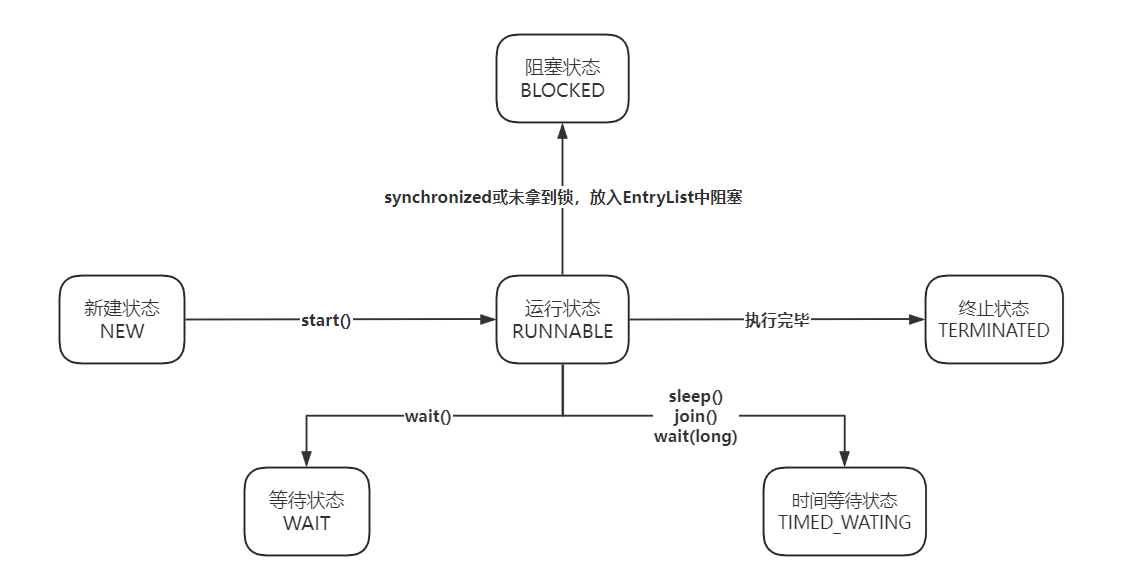 阻塞状态
BLOCKED
synchronized或未拿到锁，放入EntryList中阻塞
新建状态
NEW
start()
运行状态
RUNNABLE
执行完毕
终止状态
TERMINATED
wait()
sleep()
join()
wait(long)
等待状态
WAIT
时间等待状态
TIMED_WATING